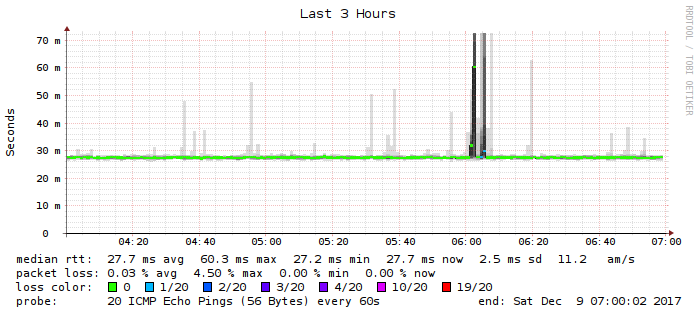 Last 3 Hours
RRDTOOL / TOBI OETIKER
Seconds
70 m
60 m
50 m
40 m
30 m
20 m
10 m
0
04:20 04:40 05:00 05:20 05:40 06:00 06:20 06:40 07:00
median rtt: 27.7 ms avg 60.3 ms max 27.2 ms min 27.7 ms now 2.5 ms sd 11.2 am/s
packet loss: 0.03 % avg 4.50 % max 0.00 % min 0.00 % now
loss color: 0 1/20 2/20 3/20 4/20 10/20 19/20
probe: 20 ICMP Echo Pings (56 Bytes) every 60s end: Sat Dec 9 07:00:02 2017